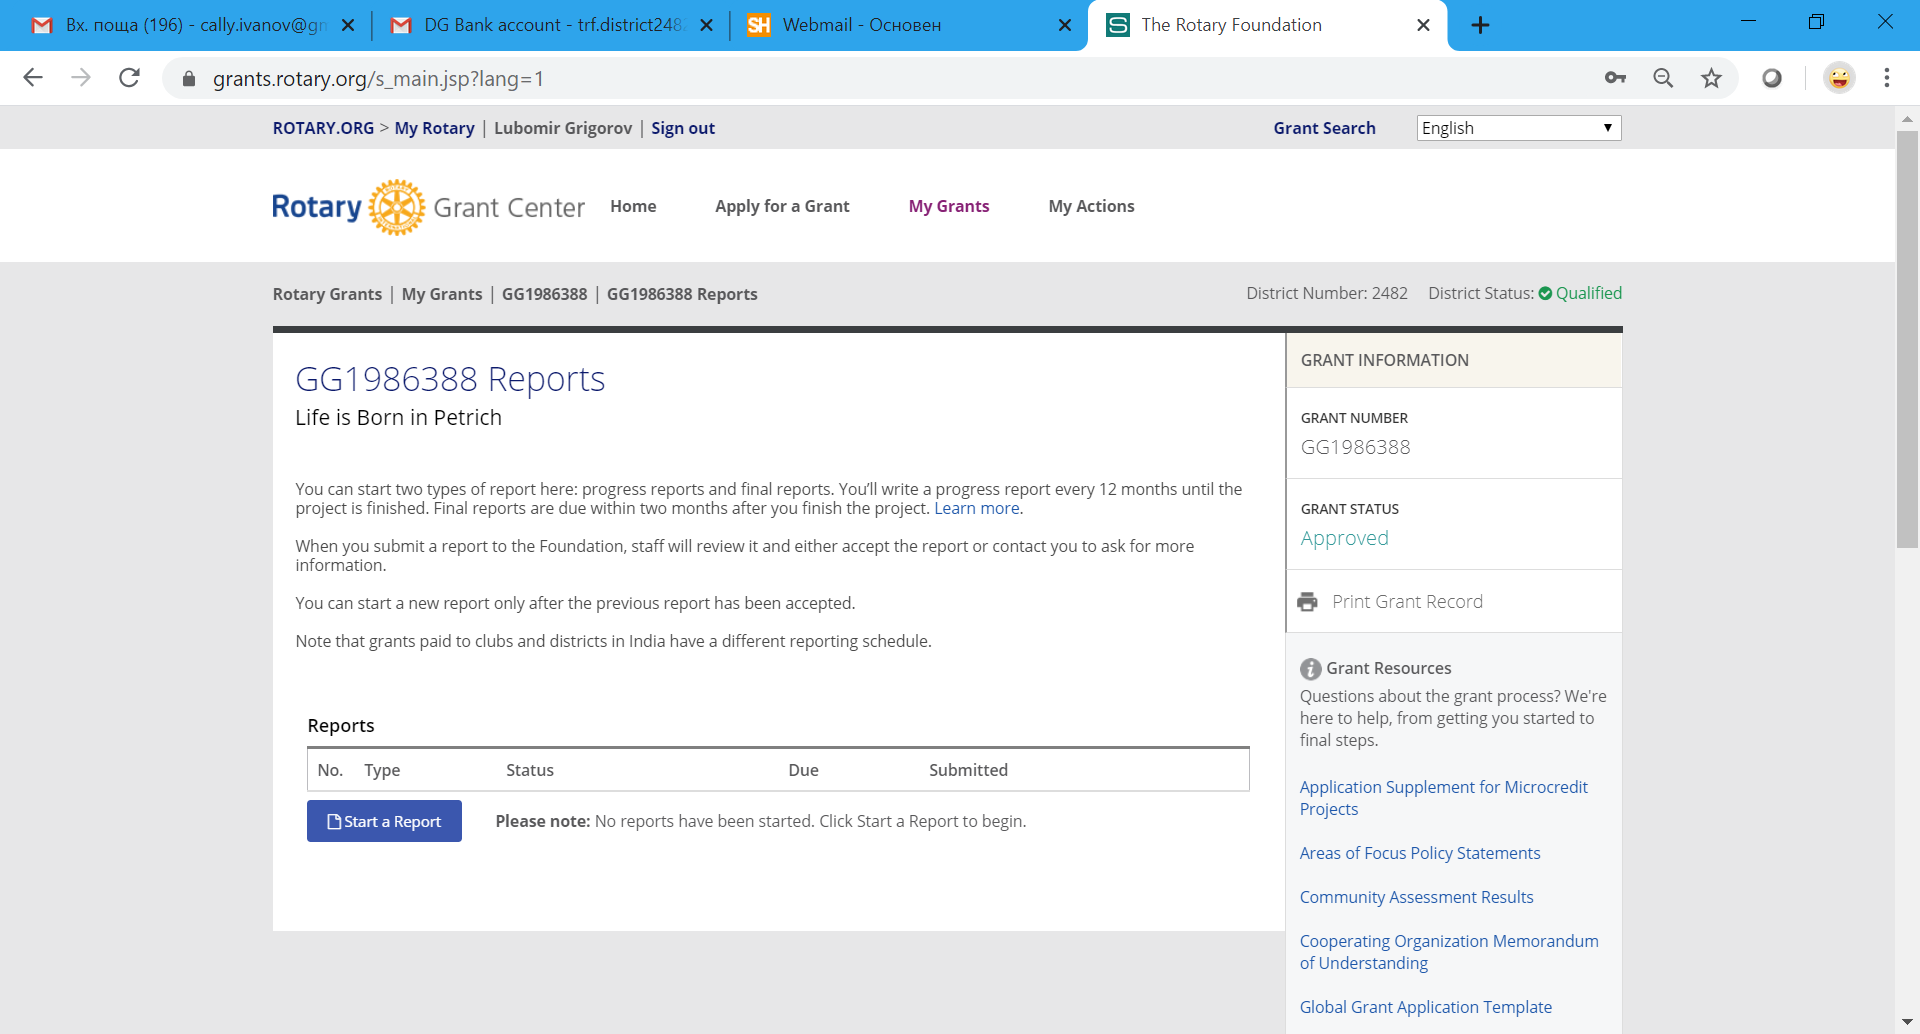 Вх. поща (196) - cally.ivanov@gm
DG Bank account - trf.district248
SH Webmail - Основен
S The Rotary Foundation
grants.rotary.org/s_main.jsp?lang=1
ROTARY.ORG > My Rotary | Lubomir Grigorov | Sign out
Grant Search
English
Rotary Grant Center
Home
Apply for a Grant
My Grants
My Actions
Rotary Grants | My Grants | GG1986388 | GG1986388 Reports
District Number: 2482 District Status: Qualified
GG1986388 Reports
Life is Born in Petrich
You can start two types of report here: progress reports and final reports. You’ll write a progress report every 12 months until the
project is finished. Final reports are due within two months after you finish the project. Learn more.
When you submit a report to the Foundation, staff will review it and either accept the report or contact you to ask for more
information.
You can start a new report only after the previous report has been accepted.
Note that grants paid to clubs and districts in India have a different reporting schedule.
Reports
No. Type Status Due Submitted
Start a Report
Please note: No reports have been started. Click Start a Report to begin.
GRANT INFORMATION
GRANT NUMBER
GG1986388
GRANT STATUS
Approved
Print Grant Record
Grant Resources
Questions about the grant process? We're
here to help, from getting you started to
final steps.
Application Supplement for Microcredit
Projects
Areas of Focus Policy Statements
Community Assessment Results
Cooperating Organization Memorandum
of Understanding
Global Grant Application Template